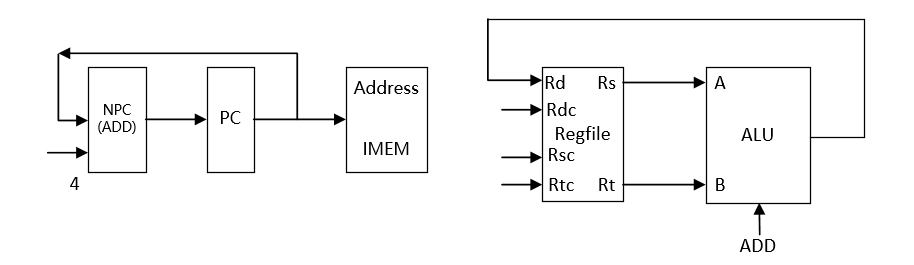 NPC
(ADD)
4
PC
Address
IMEM
Rd Rs
Rdc
Regfile
Rsc
Rtc Rt
A
ALU
B
ADD